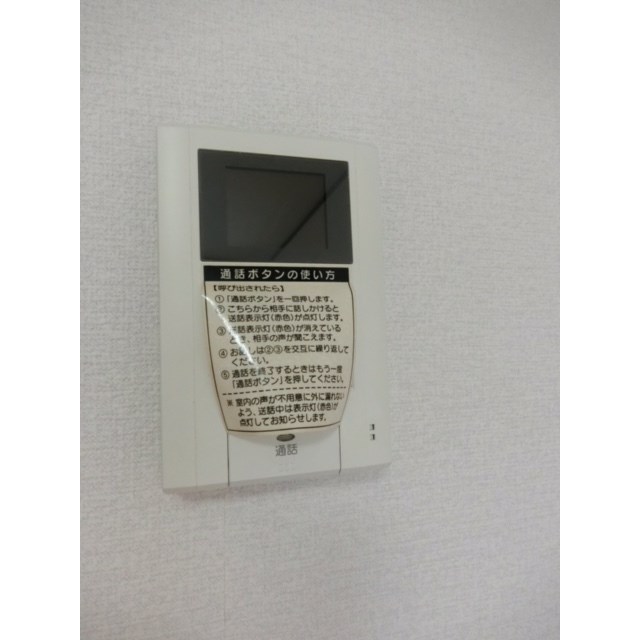 通話ボタンの使い方
【呼び出されたら】
①「通話ボタン」を一回押します。
②こちらから相手に話しかけると
送話表示灯(赤色)が点灯します。
③送話表示灯(赤色)が消えている
とき、相手の声が聞こえます。
④お話しは②③を交互に繰り返して
ください。
⑤通話を終了するときはもう一度
「通話ボタン」を押してください。
※室内の声が不用意に外に漏れない
よう、送話中は表示灯(赤色)が
点灯してお知らせします。
通話